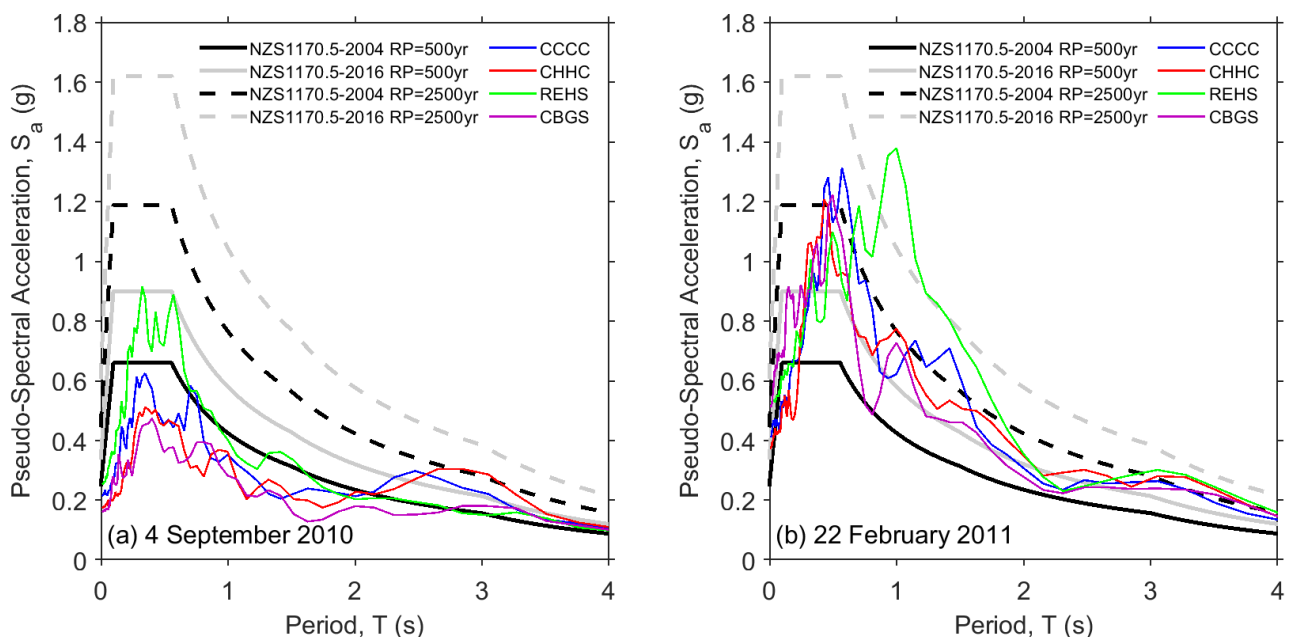 Pseudo-Spectral Acceleration, Sa (g)
1.8
1.6
1.4
1.2
1
0.8
0.6
0.4
0.2
0
NZS1170.5-2004 RP=500yr
NZS1170.5-2016 RP=500yr
NZS1170.5-2004 RP=2500yr
NZS1170.5-2016 RP=2500yr
CCCC
CHHC
REHS
CBGS
(a) 4 September 2010
0 1 2 3 4
Period, T (s)
Pseudo-Spectral Acceleration, Sa (g)
1.8
1.6
1.4
1.2
1
0.8
0.6
0.4
0.2
0
NZS1170.5-2004 RP=500yr
NZS1170.5-2016 RP=500yr
NZS1170.5-2004 RP=2500yr
NZS1170.5-2016 RP=2500yr
CCCC
CHHC
REHS
CBGS
(b) 22 February 2011
0 1 2 3 4
Period, T (s)